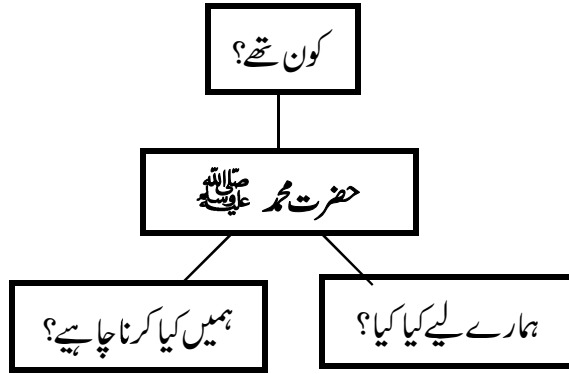 کون تھے؟
حضرت محمد ﷺ
ہمارے لیے کیا کیا؟
ہمیں کیا کرنا چاہیے؟